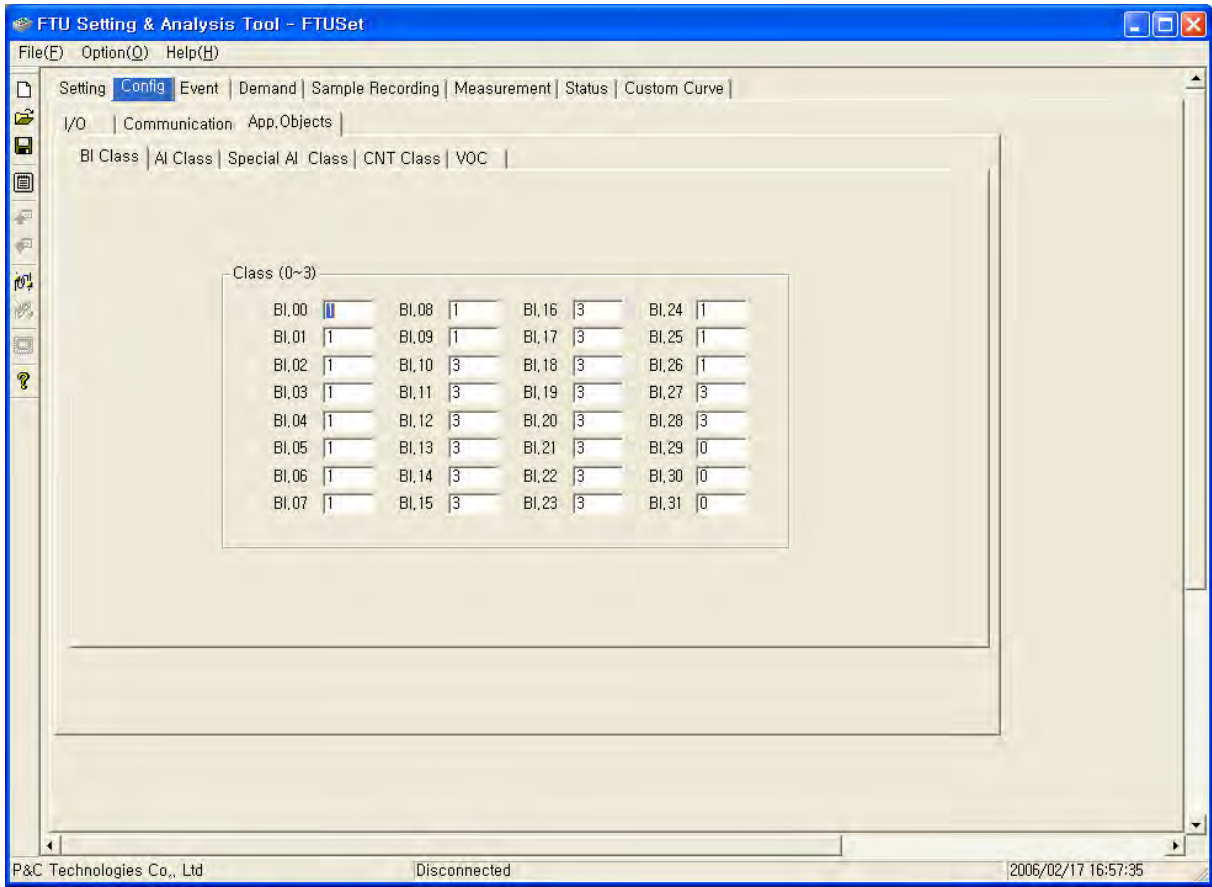 FTU Setting & Analysis Tool - FTUSet
File(F) Option(O) Help(H)
Setting Config Event Demand Sample Recording Measurement Status Custom Curve
I/O Communication App.Objects
BI Class AI Class Special AI Class CNT Class VOC
Class (0~3)
BI.00 1 BI.08 1 BI.16 3 BI.24 1
BI.01 1 BI.09 1 BI.17 3 BI.25 1
BI.02 1 BI.10 3 BI.18 3 BI.26 1
BI.03 1 BI.11 3 BI.19 3 BI.27 3
BI.04 1 BI.12 3 BI.20 3 BI.28 3
BI.05 1 BI.13 3 BI.21 3 BI.29 0
BI.06 1 BI.14 3 BI.22 3 BI.30 0
BI.07 1 BI.15 3 BI.23 3 BI.31 0
P&C Technologies Co,, Ltd Disconnected 2006/02/17 16:57:35